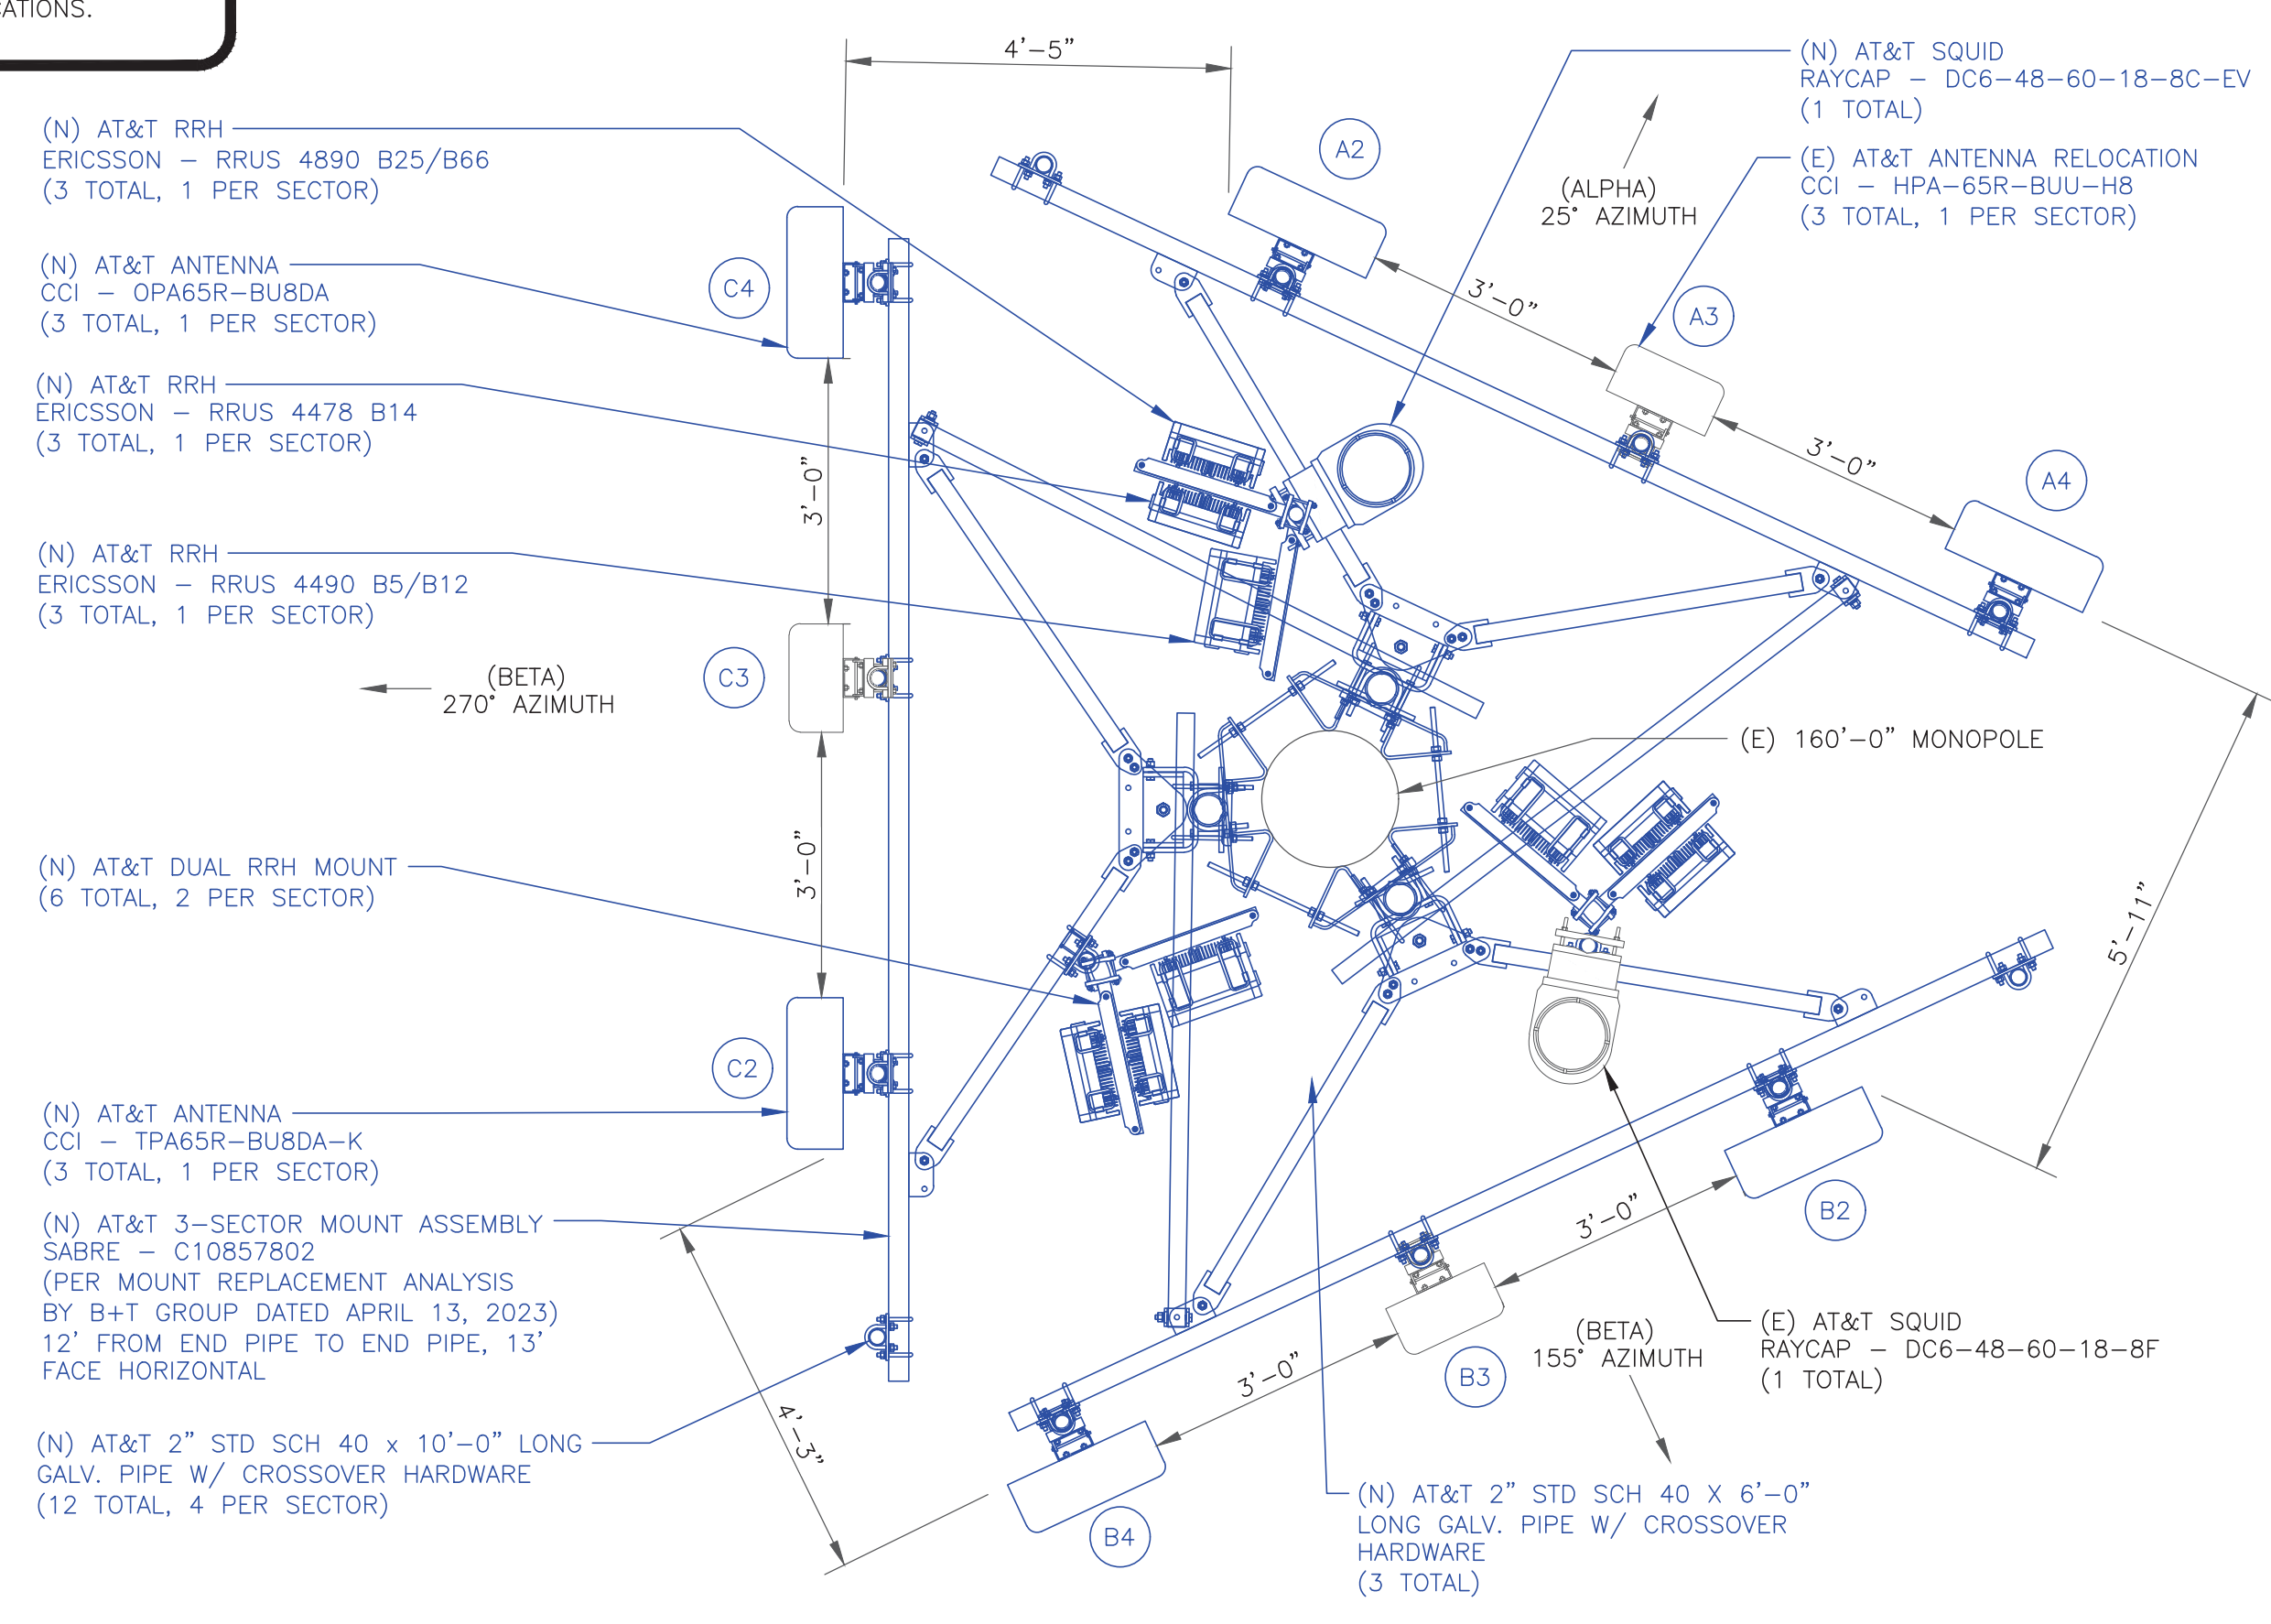 CATIONS.
4'-5"
(N) AT&T SQUID
RAYCAP - DC6-48-60-18-8C-EV
(1 TOTAL)
(N) AT&T RRH
ERICSSON - RRUS 4890 B25/B66
(3 TOTAL, 1 PER SECTOR)
A2
(E) AT&T ANTENNA RELOCATION
CCI - HPA-65R-BUU-H8
(3 TOTAL, 1 PER SECTOR)
(ALPHA)
25° AZIMUTH
(N) AT&T ANTENNA
CCI - OPA65R-BU8DA
(3 TOTAL, 1 PER SECTOR)
C4
3'-0"
A3
(N) AT&T RRH
ERICSSON - RRUS 4478 B14
(3 TOTAL, 1 PER SECTOR)
3'-0"
3'-0"
A4
(N) AT&T RRH
ERICSSON - RRUS 4490 B5/B12
(3 TOTAL, 1 PER SECTOR)
(BETA)
270° AZIMUTH
C3
(E) 160'-0" MONOPOLE
3'-0"
(N) AT&T DUAL RRH MOUNT
(6 TOTAL, 2 PER SECTOR)
5'-11"
C2
(N) AT&T ANTENNA
CCI - TPA65R-BU8DA-K
(3 TOTAL, 1 PER SECTOR)
3'-0"
B2
(N) AT&T 3-SECTOR MOUNT ASSEMBLY
SABRE - C10857802
(PER MOUNT REPLACEMENT ANALYSIS
BY B+T GROUP DATED APRIL 13, 2023)
12' FROM END PIPE TO END PIPE, 13'
FACE HORIZONTAL
(E) AT&T SQUID
RAYCAP - DC6-48-60-18-8F
(1 TOTAL)
(BETA)
155° AZIMUTH
3'-0"
B3
4'-3"
(N) AT&T 2" STD SCH 40 x 10'-0" LONG
GALV. PIPE W/ CROSSOVER HARDWARE
(12 TOTAL, 4 PER SECTOR)
B4
(N) AT&T 2" STD SCH 40 X 6'-0"
LONG GALV. PIPE W/ CROSSOVER
HARDWARE
(3 TOTAL)